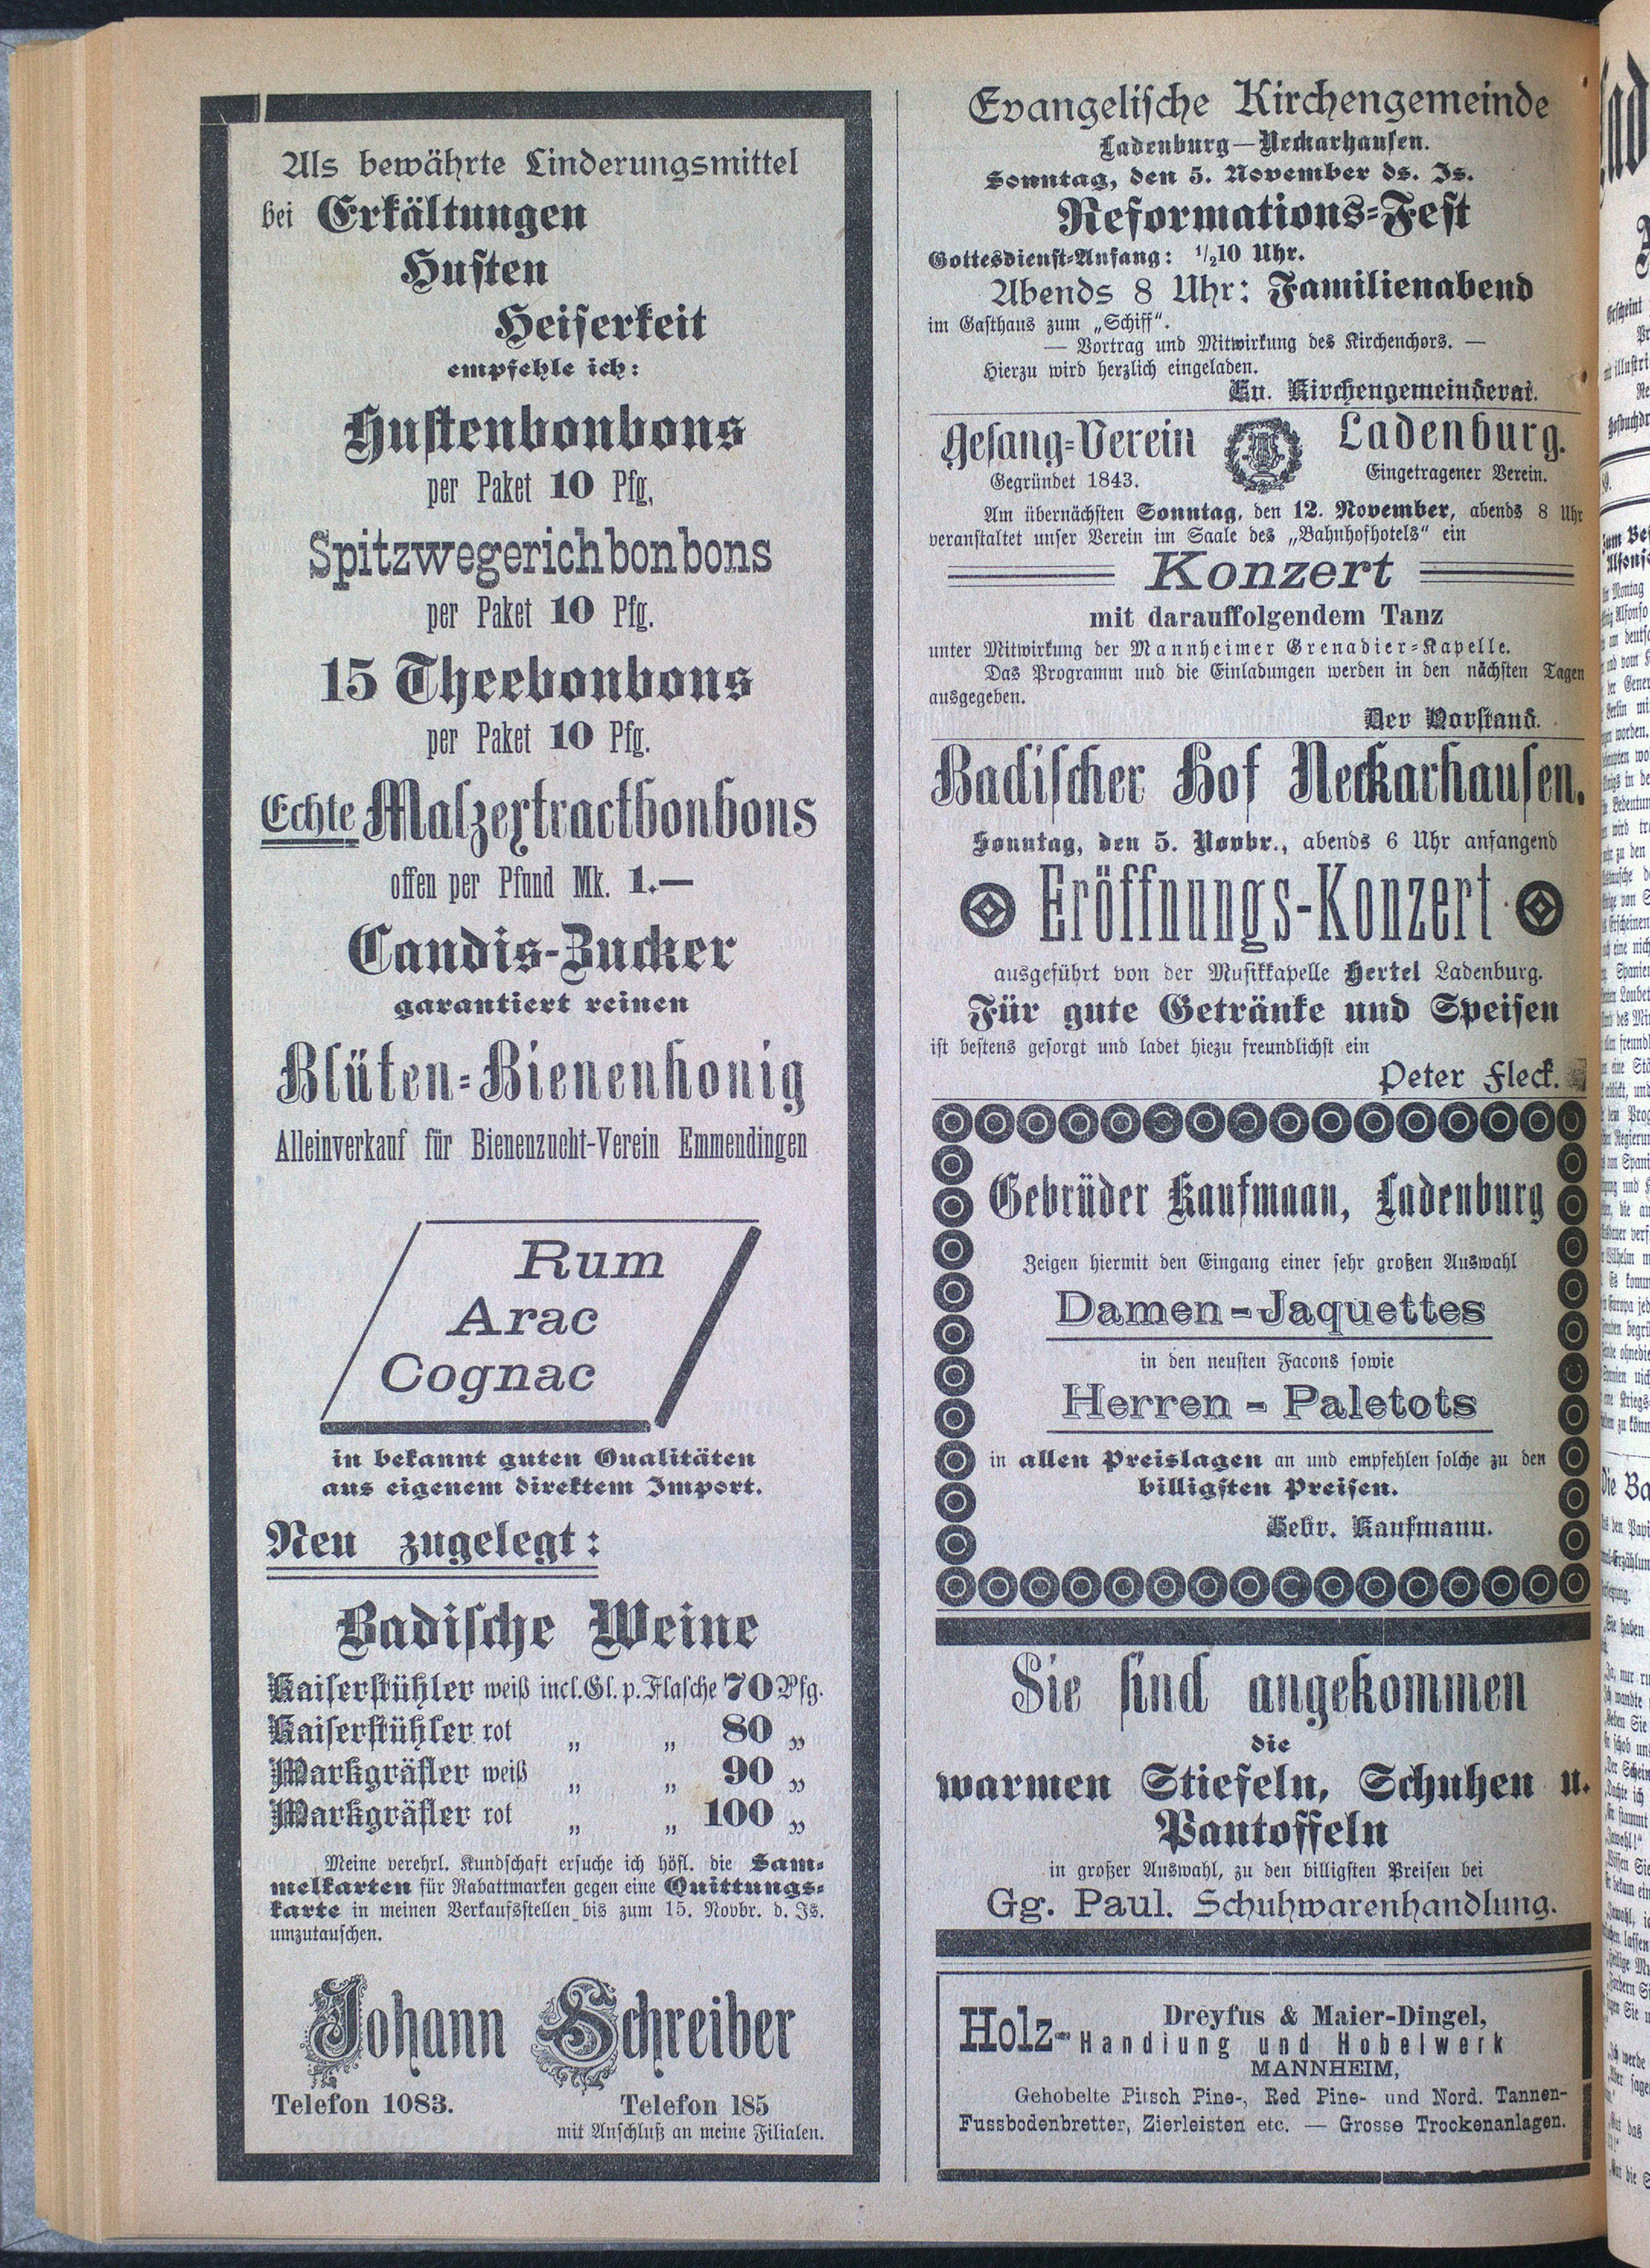 Als bewährte Linderungsmittel
bei Erkältungen
Husten
Heiserkeit
empfehle ich:
Hustenbonbons
per Paket 10 Pfg,
Spitzwegerichbonbons
per Paket 10 Pfg.
15 Theebonbons
per Paket 10 Pfg.
Echte Malzextractbonbons
offen per Pfund Mk. 1.—
Candis-Zucker
garantiert reinen
Blüten-Bienenhonig
Alleinverkauf für Bienenzucht-Verein Emmendingen
Rum
Arac
Cognac
in bekannt guten Qualitäten
aus eigenem direktem Import.
Neu zugelegt:
Badische Weine
Kaiserstühler weiß incl. Gl. p. Flasche 70 Pfg.
Kaiserstühler rot „ „ 80 „
Markgräfler weiß „ „ 90 „
Markgräfler rot „ „ 100 „
Meine verehrl. Kundschaft ersuche ich höfl. die Sam-
melkarten für Rabattmarken gegen eine Quittungs-
karte in meinen Verkaufsstellen bis zum 15. Novbr. d. Js.
umzutauschen.
Johann Schreiber
Telefon 1083. Telefon 185
mit Anschluß an meine Filialen.
Evangelische Kirchengemeinde
Ladenburg—Neckarhausen.
Sonntag, den 5. November ds. Js.
Reformations-Fest
Gottesdienst-Anfang: 1/2 10 Uhr.
Abends 8 Uhr: Familienabend
im Gasthaus zum „Schiff".
— Vortrag und Mitwirkung des Kirchenchors. —
Hierzu wird herzlich eingeladen.
Ev. Kirchengemeinderat.
Gesang-Verein Ladenburg.
Gegründet 1843. Eingetragener Verein.
Am übernächsten Sonntag, den 12. November, abends 8 Uhr
veranstaltet unser Verein im Saale des „Bahnhofhotels" ein
Konzert
mit darauffolgendem Tanz
unter Mitwirkung der Mannheimer Grenadier-Kapelle.
Das Programm und die Einladungen werden in den nächsten Tagen
ausgegeben.
Der Vorstand.
Badischer Hof Neckarhausen.
Sonntag, den 5. Novbr., abends 6 Uhr anfangend
Eröffnungs-Konzert
ausgeführt von der Musikkapelle Hertel Ladenburg.
Für gute Getränke und Speisen
ist bestens gesorgt und ladet hiezu freundlichst ein
Peter Fleck.
Gebrüder Kaufmann, Ladenburg
Zeigen hiermit den Eingang einer sehr großen Auswahl
Damen-Jaquettes
in den neusten Facons sowie
Herren - Paletots
in allen Preislagen an und empfehlen solche zu den
billigsten Preisen.
Gebr. Kaufmann.
Sie sind angekommen
die
warmen Stiefeln, Schuhen u.
Pantoffeln
in großer Auswahl, zu den billigsten Preisen bei
Gg. Paul. Schuhwarenhandlung.
Dreyfus & Maier-Dingel,
Holz-Handlung und Hobelwerk
MANNHEIM,
Gehobelte Pitsch Pine-, Red Pine- und Nord. Tannen-
Fussbodenbretter, Zierleisten etc. — Grosse Trockenanlagen.